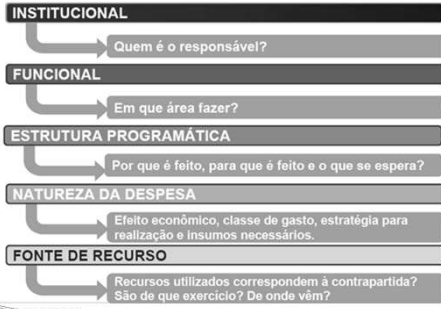 INSTITUCIONAL
Quem é o responsável?
FUNCIONAL
Em que área fazer?
ESTRUTURA PROGRAMÁTICA
Por que é feito, para que é feito e o que se espera?
NATUREZA DA DESPESA
Efeito econômico, classe de gasto, estratégia para
realização e insumos necessários.
FONTE DE RECURSO
Recursos utilizados correspondem à contrapartida?
São de que exercício? De onde vêm?